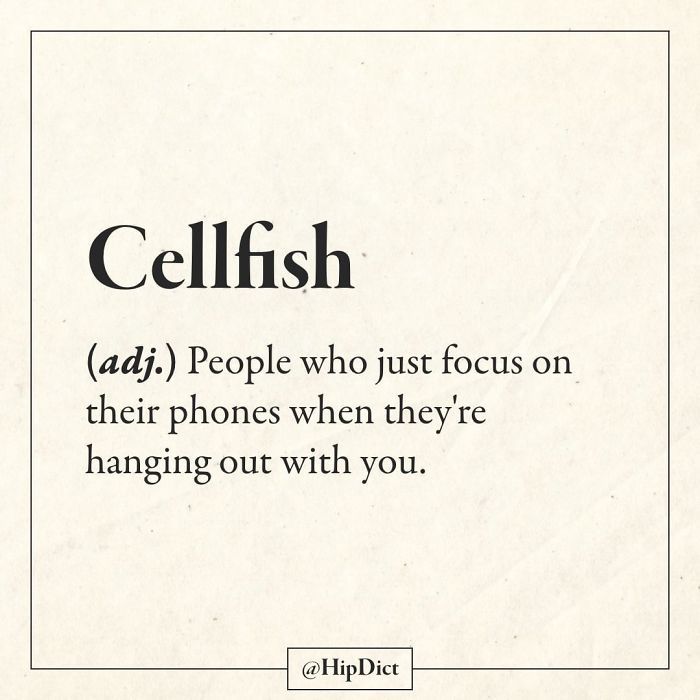 Cellfish
(adj.) People who just focus on
their phones when they're
hanging out with you.
@HipDict